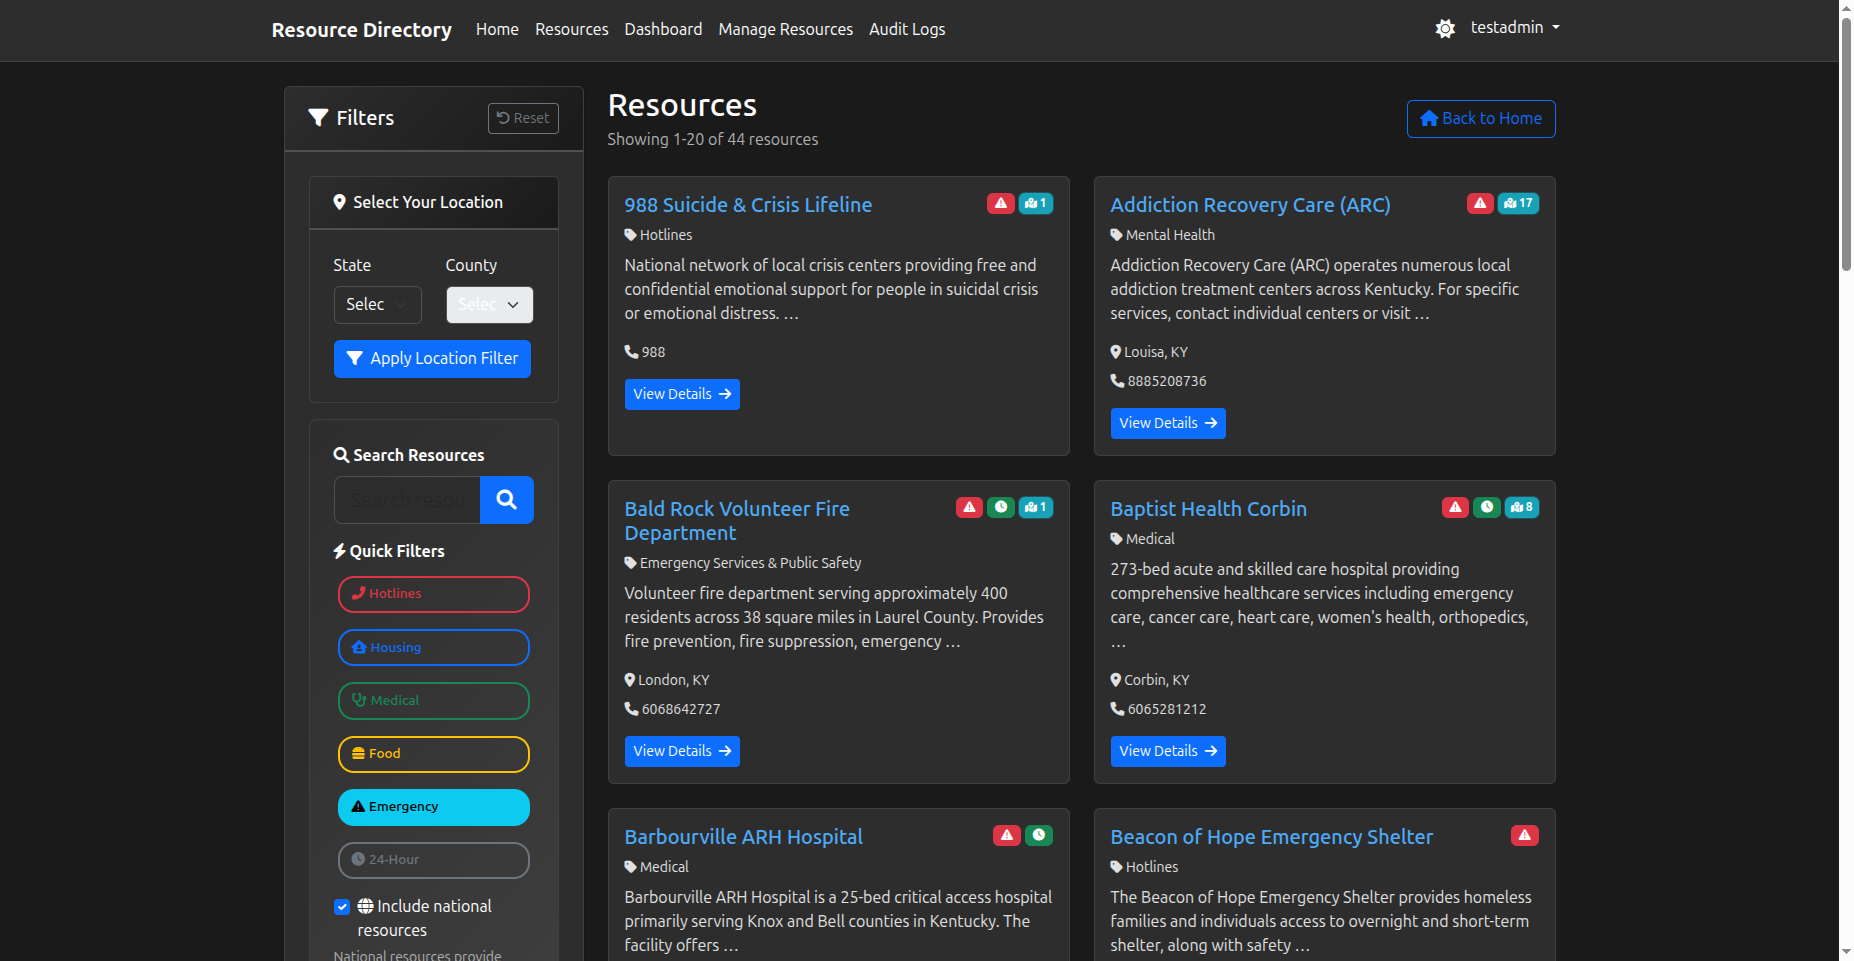 Resource Directory
Home
Resources
Dashboard
Manage Resources
Audit Logs
testadmin
Filters
Reset
Select Your Location
State
County
Selec
Selec
Apply Location Filter
Search Resources
Search resou
Quick Filters
Hotlines
Housing
Medical
Food
Emergency
24-Hour
Include national
resources
National resources provide
Resources
Showing 1-20 of 44 resources
Back to Home
988 Suicide & Crisis Lifeline
1
Hotlines
National network of local crisis centers providing free and
confidential emotional support for people in suicidal crisis
or emotional distress. …
988
View Details
Addiction Recovery Care (ARC)
17
Mental Health
Addiction Recovery Care (ARC) operates numerous local
addiction treatment centers across Kentucky. For specific
services, contact individual centers or visit …
Louisa, KY
8885208736
View Details
Bald Rock Volunteer Fire
Department
1
Emergency Services & Public Safety
Volunteer fire department serving approximately 400
residents across 38 square miles in Laurel County. Provides
fire prevention, fire suppression, emergency …
London, KY
6068642727
View Details
Baptist Health Corbin
8
Medical
273-bed acute and skilled care hospital providing
comprehensive healthcare services including emergency
care, cancer care, heart care, women's health, orthopedics,
…
Corbin, KY
6065281212
View Details
Barbourville ARH Hospital
Medical
Barbourville ARH Hospital is a 25-bed critical access hospital
primarily serving Knox and Bell counties in Kentucky. The
facility offers …
Beacon of Hope Emergency Shelter
Hotlines
The Beacon of Hope Emergency Shelter provides homeless
families and individuals access to overnight and short-term
shelter, along with safety …